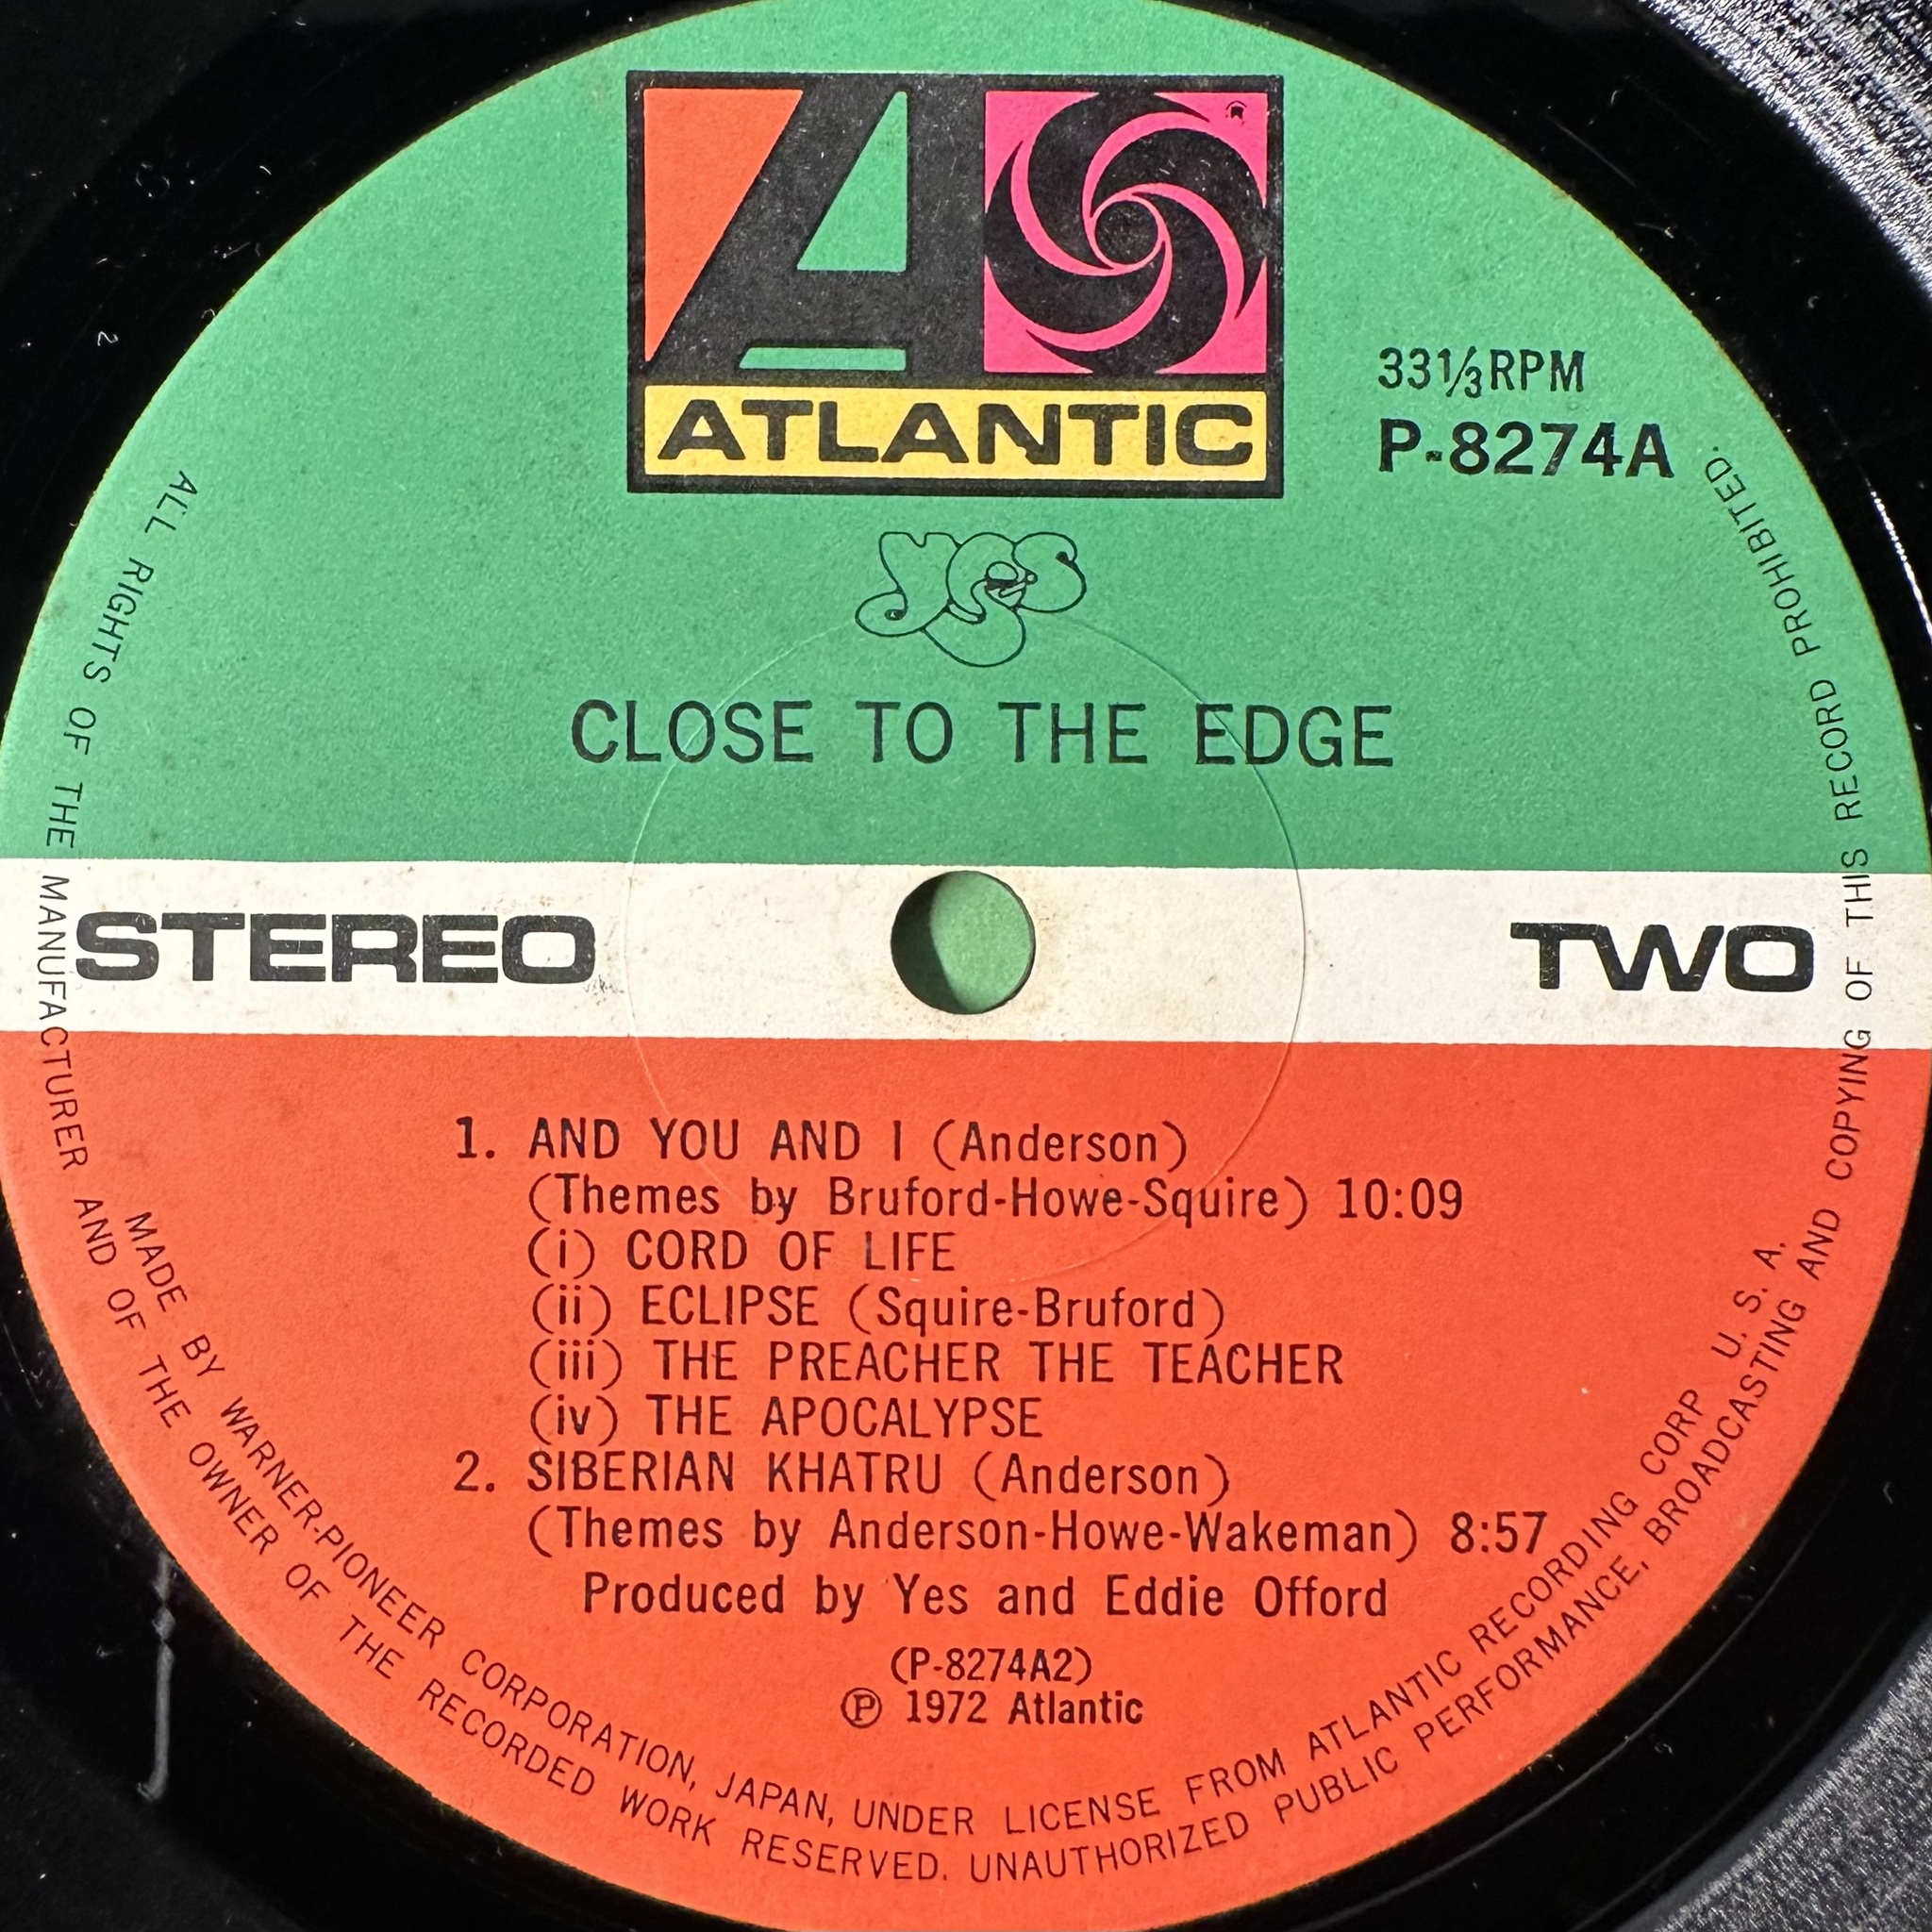 ATLANTIC
33⅓RPM
P-8274A
yes
CLOSE TO THE EDGE
STEREO
TWO
1. AND YOU AND I (Anderson)
(Themes by Bruford-Howe-Squire) 10:09
(i) CORD OF LIFE
(ii) ECLIPSE (Squire-Bruford)
(iii) THE PREACHER THE TEACHER
(iv) THE APOCALYPSE
2. SIBERIAN KHATRU (Anderson)
(Themes by Anderson-Howe-Wakeman) 8:57
Produced by Yes and Eddie Offord
(P-8274A2)
Ⓟ 1972 Atlantic
MADE BY WARNER-PIONEER CORPORATION, JAPAN, UNDER LICENSE FROM ATLANTIC RECORDING CORP U. S. A.
ALL RIGHTS OF THE MANUFACTURER AND OF THE OWNER OF THE RECORDED WORK RESERVED. UNAUTHORIZED PUBLIC PERFORMANCE, BROADCASTING AND COPYING OF THIS RECORD PROHIBITED.